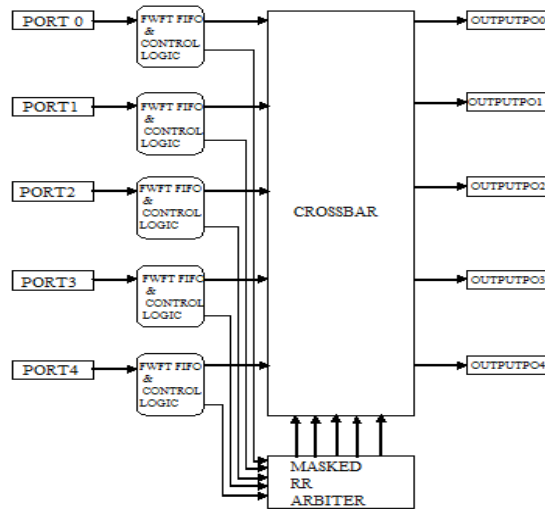 PORT 0
FWFT FIFO
&
CONTROL
LOGIC
OUTPUTPO0
PORT1
FWFT FIFO
&
CONTROL
LOGIC
OUTPUTPO1
PORT2
FWFT FIFO
&
CONTROL
LOGIC
CROSSBAR
OUTPUTPO2
PORT3
FWFT FIFO
&
CONTROL
LOGIC
OUTPUTPO3
PORT4
FWFT FIFO
&
CONTROL
LOGIC
OUTPUTPO4
MASKED
RR
ARBITER